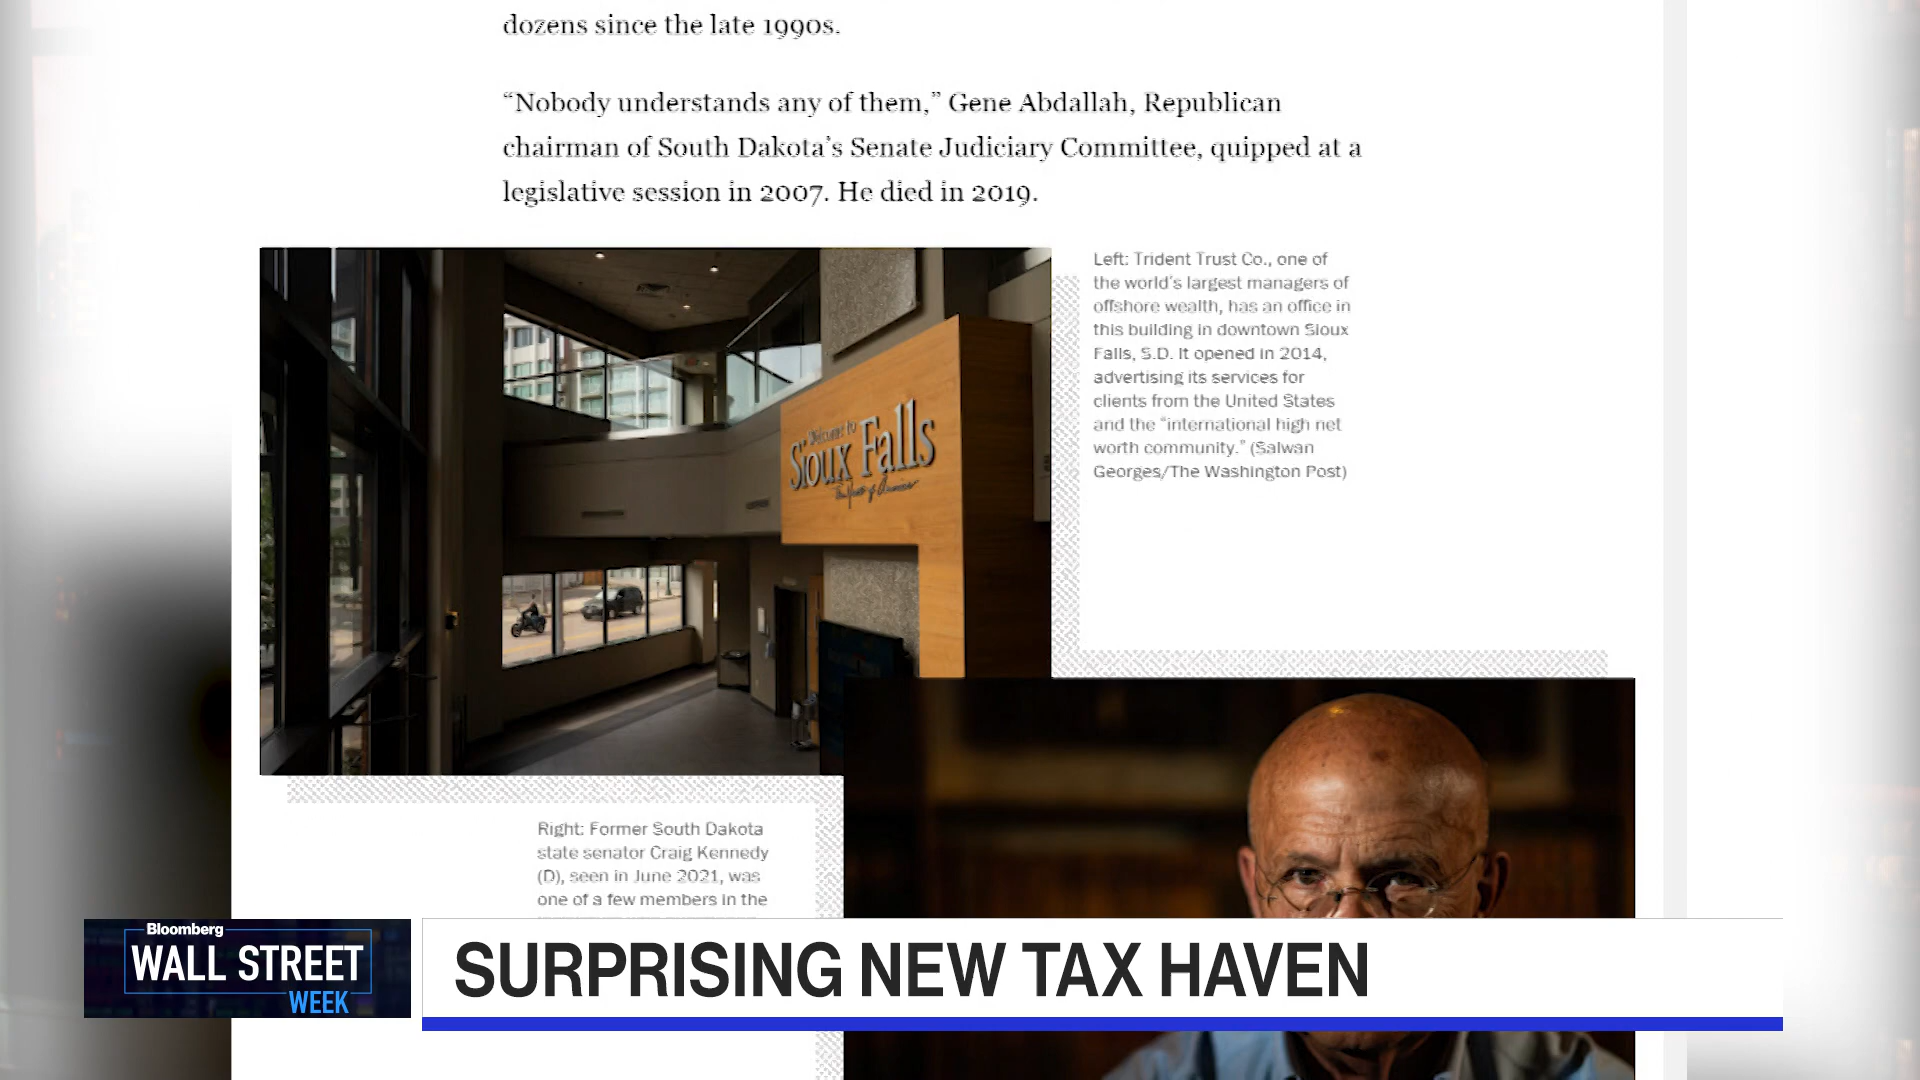 dozens since the late 1990s.
“Nobody understands any of them,” Gene Abdallah, Republican
chairman of South Dakota’s Senate Judiciary Committee, quipped at a
legislative session in 2007. He died in 2019.
Left: Trident Trust Co., one of
the world’s largest managers of
offshore wealth, has an office in
this building in downtown Sioux
Falls, S.D. It opened in 2014,
advertising its services for
clients from the United States
and the “international high net
worth community.” (Salwan
Georges/The Washington Post)
Welcome to
Sioux Falls
The Heart of America
Right: Former South Dakota
state senator Craig Kennedy
(D), seen in June 2021, was
one of a few members in the
Bloomberg
WALL STREET
WEEK
SURPRISING NEW TAX HAVEN